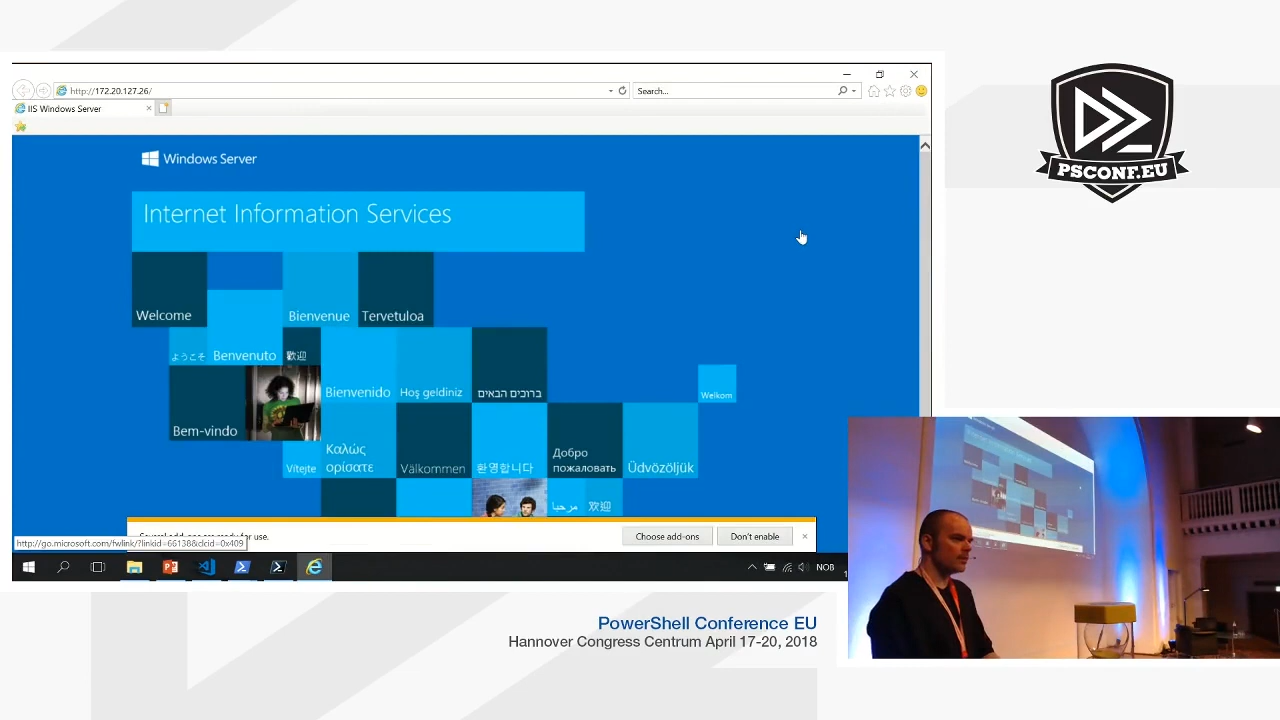 http://172.20.127.26/
Search...
IIS Windows Server
Windows Server
Internet Information Services
Welcome
Bienvenue
Tervetuloa
ようこそ
Benvenuto
歡迎
Bienvenido
Hoş geldiniz
ברוכים הבאים
Welkom
Bem-vindo
Vítejte
Καλώς
ορίσατε
Välkommen
환영합니다
Добро
пожаловать
Üdvözöljük
مرحبا
欢迎
use.
Choose add-ons
Don't enable
http://go.microsoft.com/fwlink/?linkid=66138&clcid=0x409
NOB
PSCONF.EU
PowerShell Conference EU
Hannover Congress Centrum April 17-20, 2018